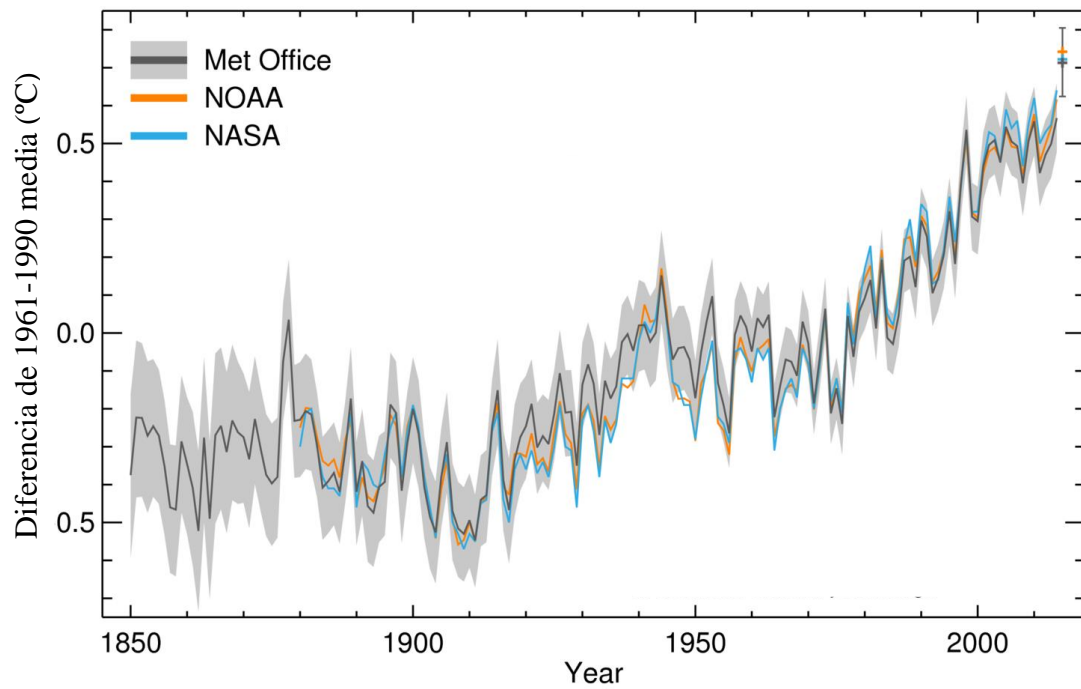 Met Office
NOAA
NASA
Diferencia de 1961-1990 media (ºC)
0.5
0.0
0.5
1850
1900
1950
2000
Year